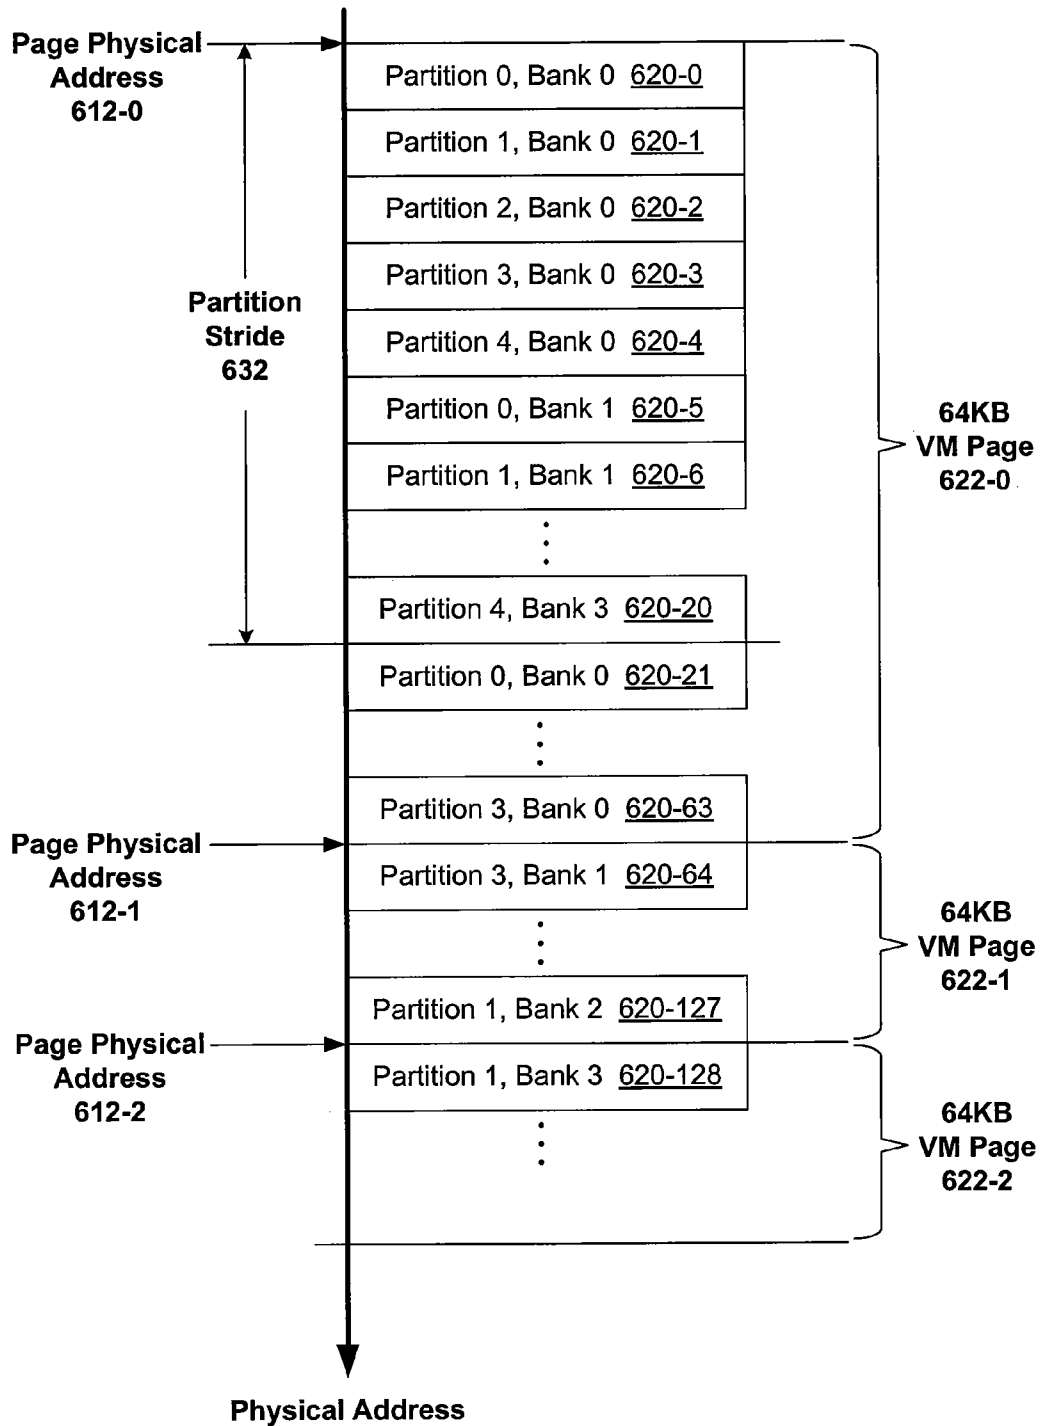 Page Physical
Address
612-0
Partition 0, Bank 0 620-0
Partition 1, Bank 0 620-1
Partition 2, Bank 0 620-2
Partition 3, Bank 0 620-3
Partition 4, Bank 0 620-4
Partition 0, Bank 1 620-5
Partition 1, Bank 1 620-6
Partition
Stride
632
64KB
VM Page
622-0
Partition 4, Bank 3 620-20
Partition 0, Bank 0 620-21
Partition 3, Bank 0 620-63
Page Physical
Address
612-1
Partition 3, Bank 1 620-64
64KB
VM Page
622-1
Partition 1, Bank 2 620-127
Page Physical
Address
612-2
Partition 1, Bank 3 620-128
64KB
VM Page
622-2
Physical Address